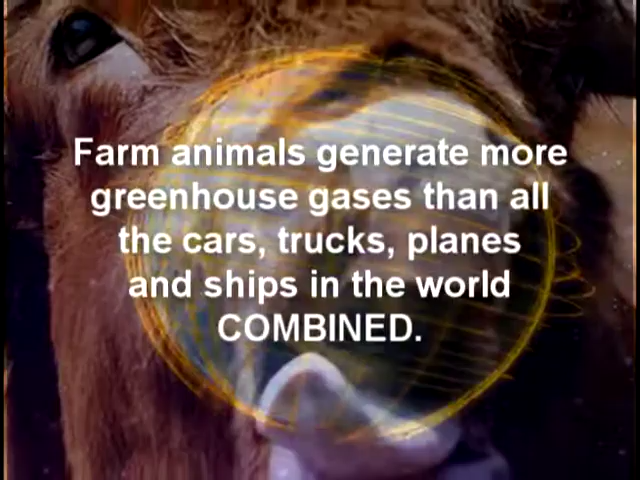 Farm animals generate more
greenhouse gases than all
the cars, trucks, planes
and ships in the world
COMBINED.